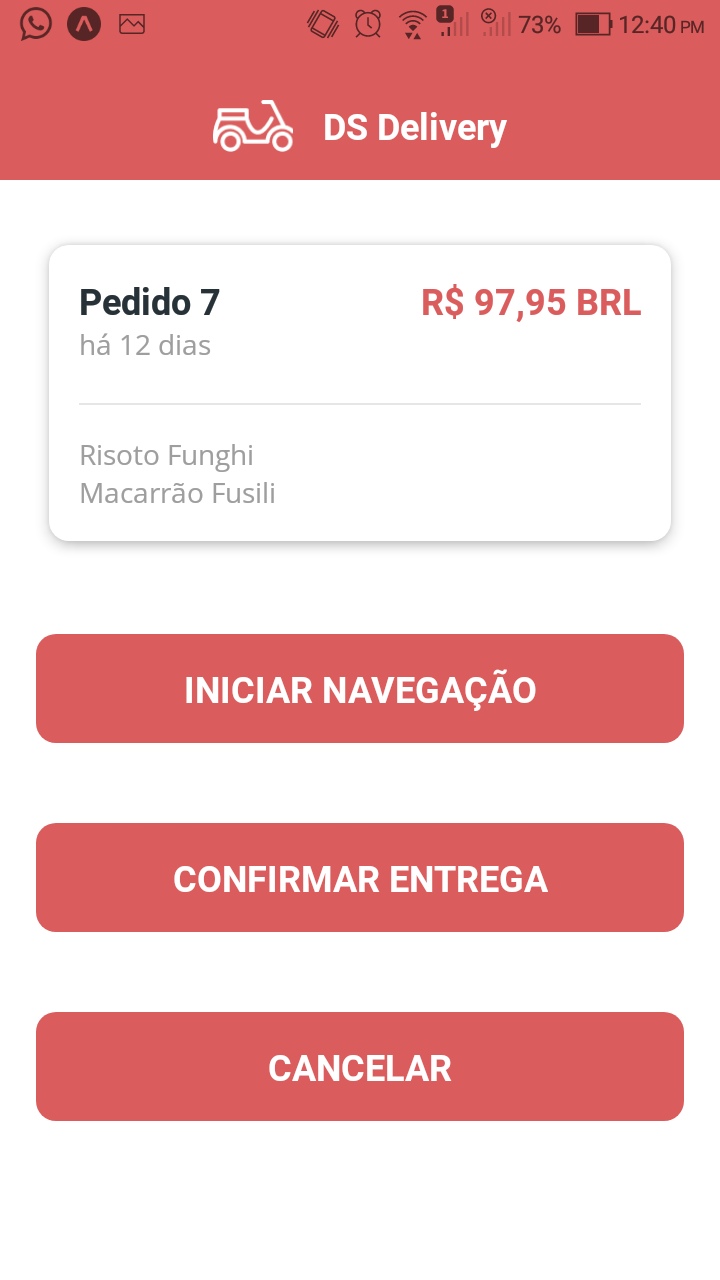 1 73% 12:40 PM
DS Delivery
Pedido 7 R$ 97,95 BRL
há 12 dias
Risoto Funghi
Macarrão Fusili
INICIAR NAVEGAÇÃO
CONFIRMAR ENTREGA
CANCELAR